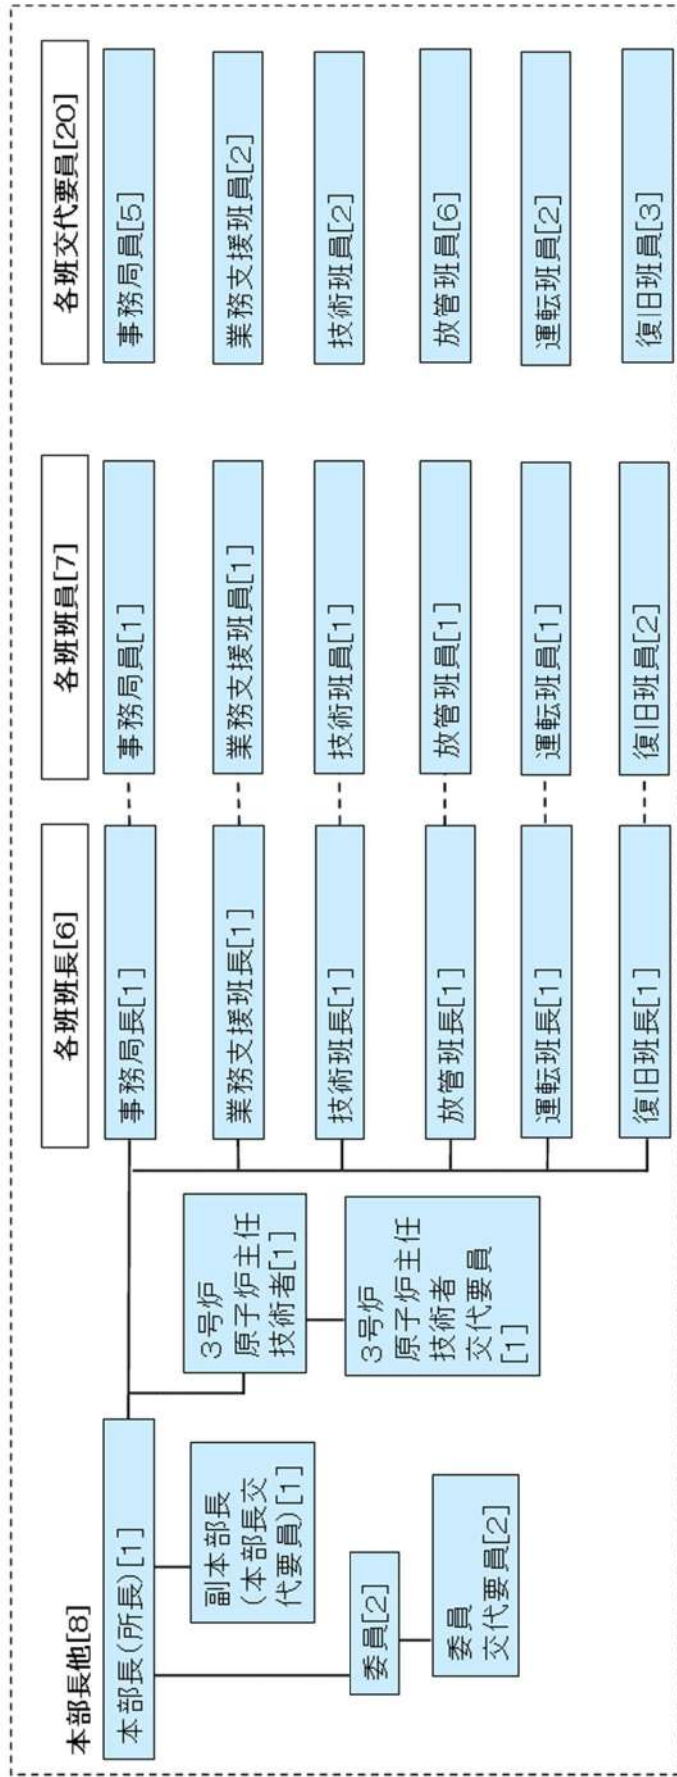 本部長他[8]
本部長(所長)[1]
副本部長
(本部長交
代要員)[1]
委員[2]
委員
交代要員[2]
3号炉
原子炉主任
技術者[1]
3号炉
原子炉主任
技術者
交代要員
[1]
各班班長[6]
事務局長[1]
業務支援班長[1]
技術班長[1]
放管班長[1]
運転班長[1]
復旧班長[1]
各班班員[7]
事務局員[1]
業務支援班員[1]
技術班員[1]
放管班員[1]
運転班員[1]
復旧班員[2]
各班交代要員[20]
事務局員[5]
業務支援班員[2]
技術班員[2]
放管班員[6]
運転班員[2]
復旧班員[3]